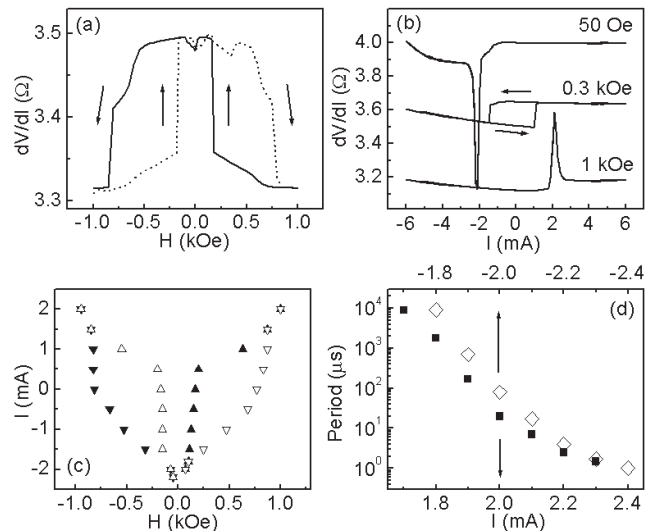 (a)
3.5
3.4
3.3
dV/dI (Ω)
-1.0 -0.5 0.0 0.5 1.0
H (kOe)
(b)
50 Oe
0.3 kOe
1 kOe
4.0
3.6
3.2
dV/dI (Ω)
-6 -4 -2 0 2 4 6
I (mA)
(c)
2
1
0
-1
-2
I (mA)
-1.0 -0.5 0.0 0.5 1.0
H (kOe)
-1.8 -2.0 -2.2 -2.4
(d)
10⁴
10³
10²
10¹
10⁰
Period (μs)
1.8 2.0 2.2 2.4
I (mA)